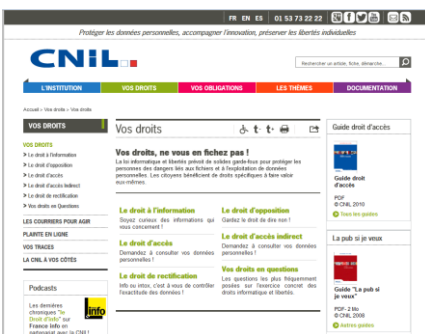 FR EN ES 01 53 73 22 22
Protéger les données personnelles, accompagner l'innovation, préserver les libertés individuelles
CNIL
Rechercher un article, fiche, démarche...
L'INSTITUTION VOS DROITS VOS OBLIGATIONS LES THÈMES DOCUMENTATION
Accueil > Vos droits > Vos droits
VOS DROITS
VOS DROITS
> Le droit à l'information
> Le droit d'opposition
> Le droit d'accès
> Le droit d'accès indirect
> Le droit de rectification
> Vos droits en Questions
LES COURRIERS POUR AGIR
PLAINTE EN LIGNE
VOS TRACES
LA CNIL À VOS CÔTÉS
Podcasts
Les dernières
chroniques "le
Droit d'Info" sur
France Info en
partenariat avec la CNIL !
info
Vos droits
Vos droits, ne vous en fichez pas !
La loi informatique et libertés prévoit de solides garde-fous pour protéger les
personnes des dangers liés aux fichiers et à l'exploitation de données
personnelles. Les citoyens bénéficient de droits spécifiques à faire valoir
eux-mêmes.
Le droit à l'information
Soyez curieux des informations qui
vous concernent !
Le droit d'accès
Demandez à consulter vos données
personnelles !
Le droit de rectification
Info ou intox, c'est à vous de contrôler
l'exactitude des données !
Le droit d'opposition
Gardez le droit de dire non !
Le droit d'accès indirect
Demandez à consulter vos données
personnelles !
Vos droits en questions
Les questions les plus fréquemment
posées sur l'exercice concret des
droits informatique et libertés.
Guide droit d'accès
Guide droit
d'accès
PDF
© CNIL 2010
Tous les guides
La pub si je veux
Guide "La pub si
je veux"
PDF- 2 Mo
© CNIL 2008
Autres guides